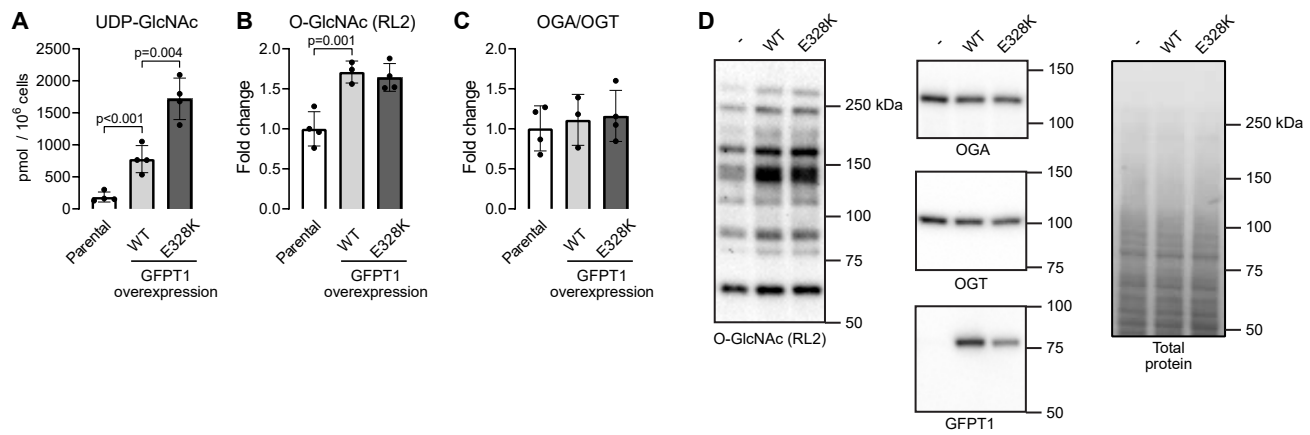 A
UDP-GlcNAc
pmol / 10⁶ cells
2500
2000
1500
1000
500
0
p=0.004
p<0.001
Parental
WT
E328K
GFPT1
overexpression
B
O-GlcNAc (RL2)
Fold change
2.0
1.5
1.0
0.5
0.0
p=0.001
Parental
WT
E328K
GFPT1
overexpression
C
OGA/OGT
Fold change
2.0
1.5
1.0
0.5
0.0
Parental
WT
E328K
GFPT1
overexpression
D
- WT E328K
250 kDa
150
100
75
50
O-GlcNAc (RL2)
- WT E328K
150
100
OGA
150
100
75
OGT
100
75
50
GFPT1
- WT E328K
250 kDa
150
100
75
50
Total
protein